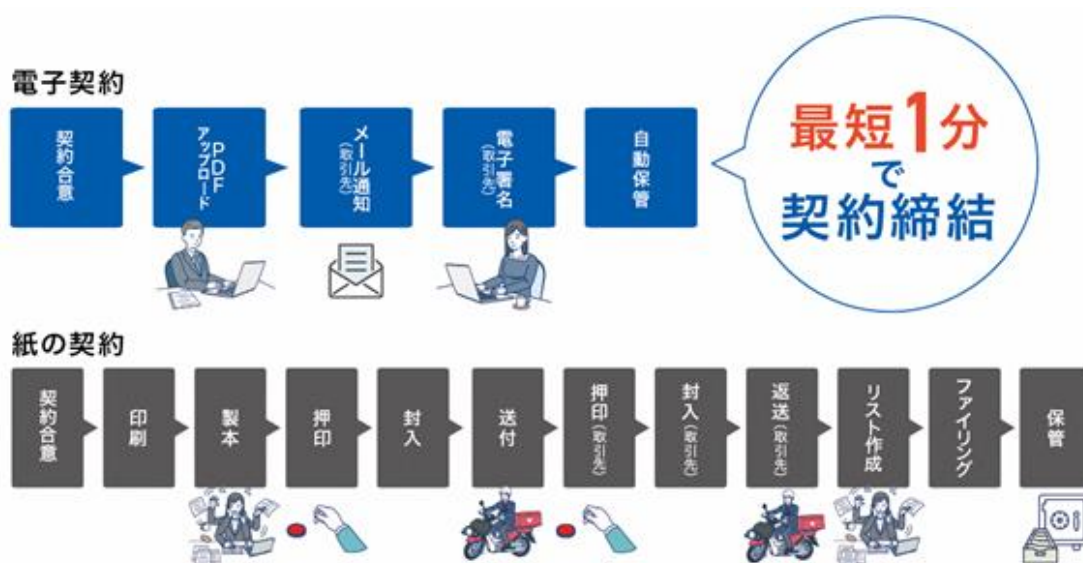 電子契約
契約合意
PDF
アップロード
メール通知
(取引先)
電子署名
(取引先)
自動保管
最短1分
で
契約締結
紙の契約
契約合意
印刷
製本
押印
封入
送付
押印(取引先)
封入(取引先)
返送(取引先)
リスト作成
ファイリング
保管